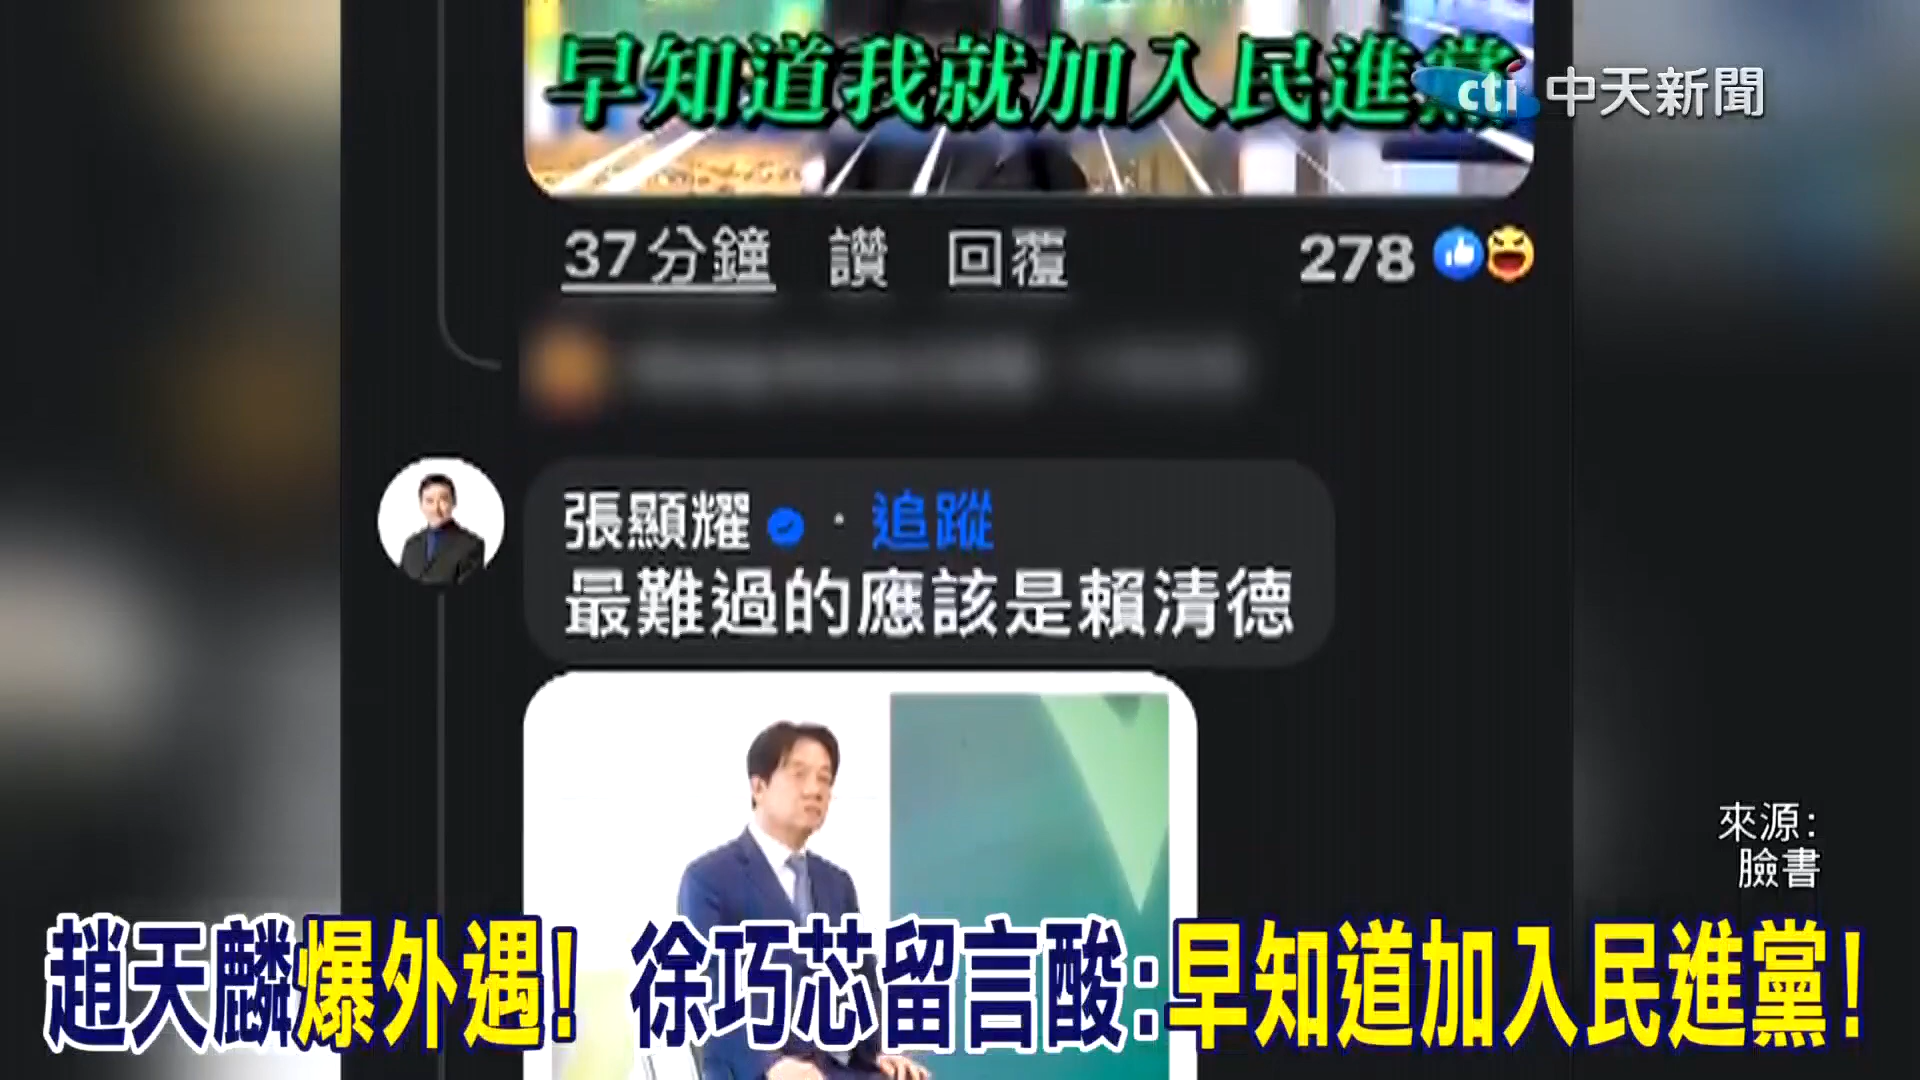 早知道我就加入民進黨
cti 中天新聞
37分鐘 讚 回覆 278
張顯耀 · 追蹤
最難過的應該是賴清德
來源:
臉書
趙天麟爆外遇! 徐巧芯留言酸:早知道加入民進黨!